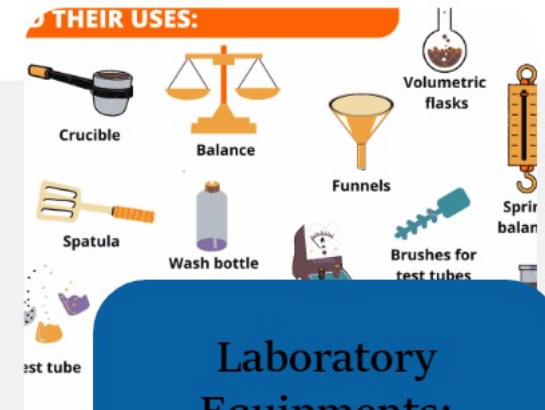 THEIR USES:
Volumetric
flasks
Crucible
Balance
Funnels
Spatula
Wash bottle
Brushes for
test tubes
Sprin
balan
est tube
Laboratory
Equipments: